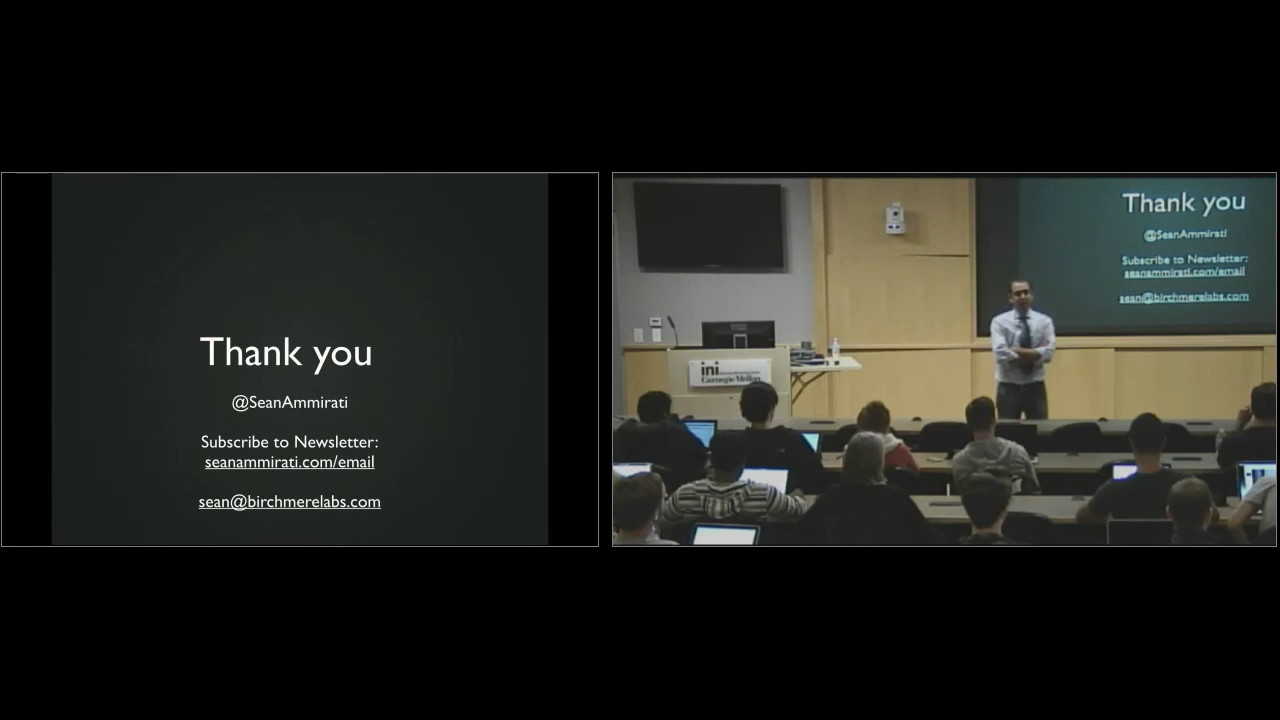 Thank you
@SeanAmmirati
Subscribe to Newsletter:
seanammirati.com/email
sean@birchmerelabs.com
Thank you
@SeanAmmirati
Subscribe to Newsletter:
seanammirati.com/email
sean@birchmerelabs.com
ini
Carnegie Mellon